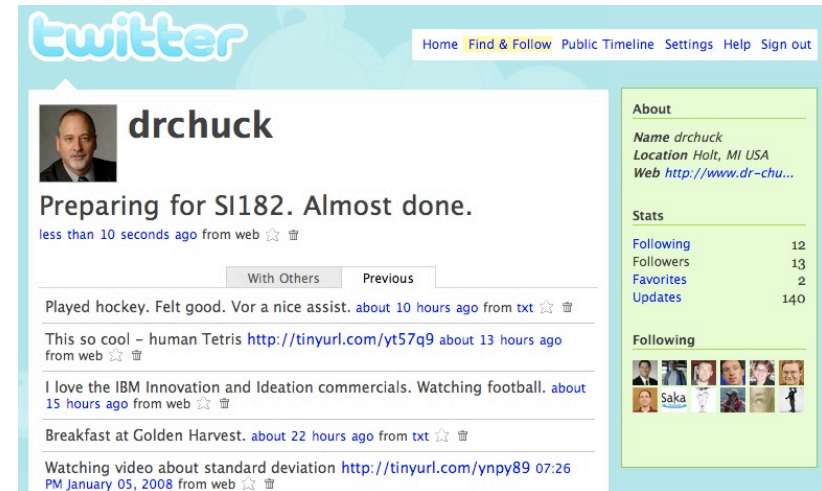 twitter
Home Find & Follow Public Timeline Settings Help Sign out
drchuck
Preparing for SI182. Almost done.
less than 10 seconds ago from web
With Others Previous
Played hockey. Felt good. Vor a nice assist. about 10 hours ago from txt
This so cool – human Tetris http://tinyurl.com/yt57q9 about 13 hours ago
from web
I love the IBM Innovation and Ideation commercials. Watching football. about
15 hours ago from web
Breakfast at Golden Harvest. about 22 hours ago from txt
Watching video about standard deviation http://tinyurl.com/ynpy89 07:26
PM January 05, 2008 from web
About
Name drchuck
Location Holt, MI USA
Web http://www.dr-chu...
Stats
Following 12
Followers 13
Favorites 2
Updates 140
Following
Saka